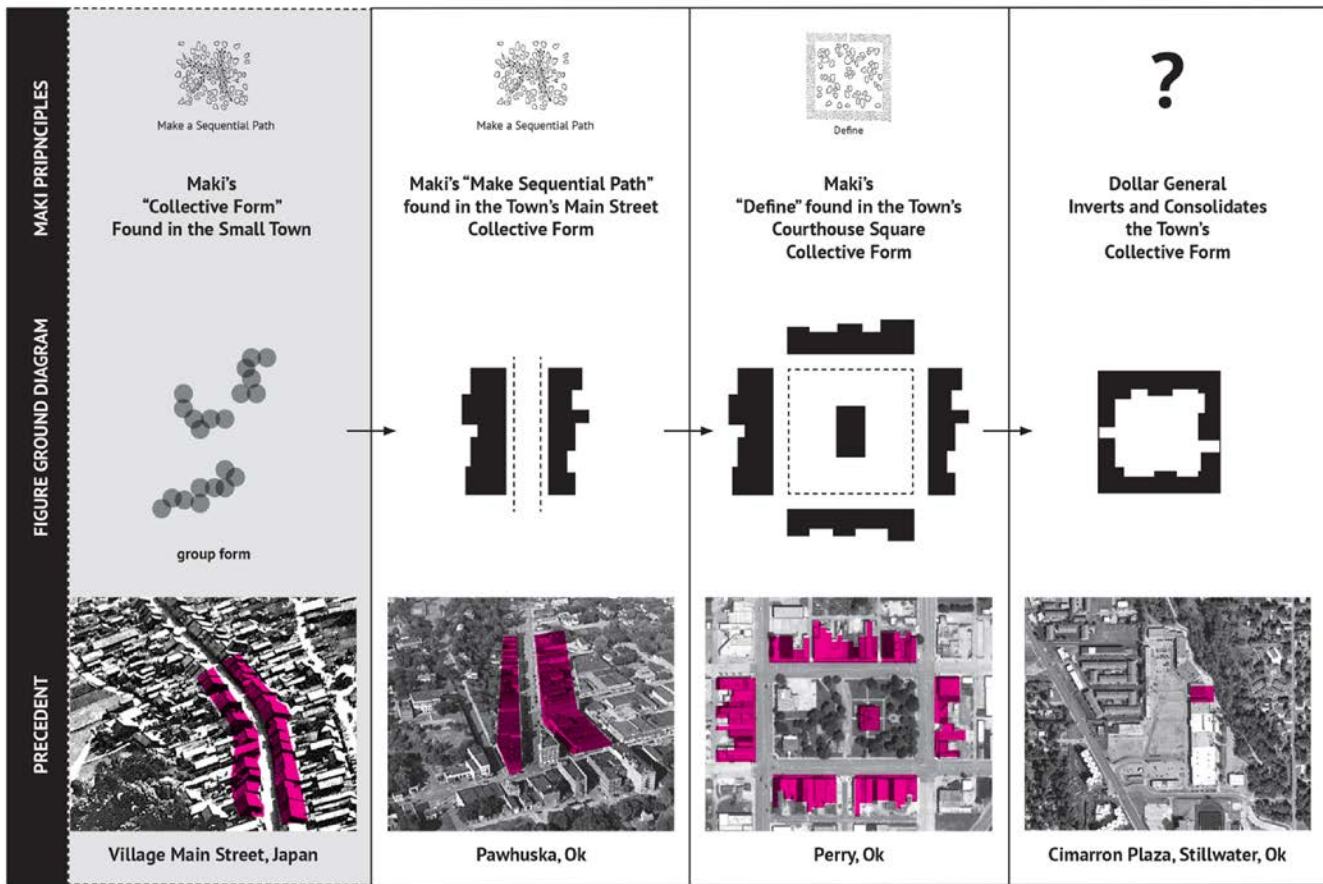 MAKI PRIPNCIPLES
Make a Sequential Path
Maki's
"Collective Form"
Found in the Small Town
Make a Sequential Path
Maki's "Make Sequential Path"
found in the Town's Main Street
Collective Form
Define
Maki's
"Define" found in the Town's
Courthouse Square
Collective Form
?
Dollar General
Inverts and Consolidates
the Town's
Collective Form
FIGURE GROUND DIAGRAM
group form
PRECEDENT
Village Main Street, Japan
Pawhuska, Ok
Perry, Ok
Cimarron Plaza, Stillwater, Ok